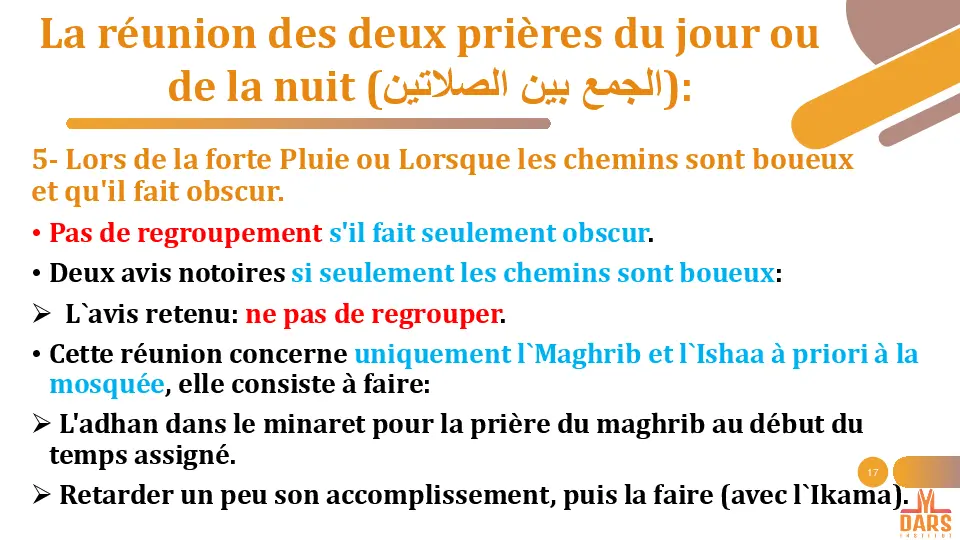 La réunion des deux prières du jour ou
de la nuit (الجمع بين الصلاتين):
5- Lors de la forte Pluie ou Lorsque les chemins sont boueux
et qu'il fait obscur.
• Pas de regroupement s'il fait seulement obscur.
• Deux avis notoires si seulement les chemins sont boueux:
➢ L`avis retenu: ne pas de regrouper.
• Cette réunion concerne uniquement l`Maghrib et l`Ishaa à priori à la
mosquée, elle consiste à faire:
➢ L'adhan dans le minaret pour la prière du maghrib au début du
temps assigné.
17
➢ Retarder un peu son accomplissement, puis la faire (avec l`Ikama).
DARS
INSTITUT